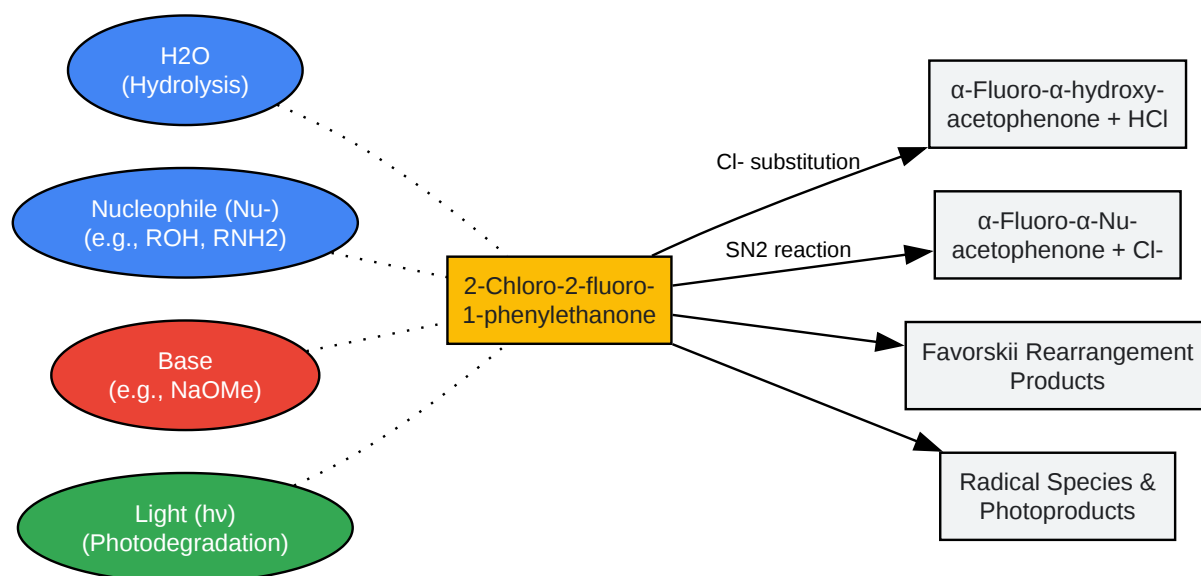 H2O
(Hydrolysis)
Nucleophile (Nu-)
(e.g., ROH, RNH2)
Base
(e.g., NaOMe)
Light (hν)
(Photodegradation)
2-Chloro-2-fluoro-
1-phenylethanone
Cl- substitution
SN2 reaction
α-Fluoro-α-hydroxy-
acetophenone + HCl
α-Fluoro-α-Nu-
acetophenone + Cl-
Favorskii Rearrangement
Products
Radical Species &
Photoproducts